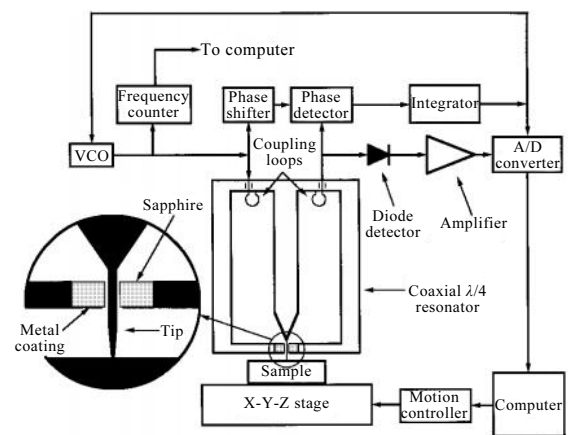 To computer
Frequency
counter
Phase
shifter
Phase
detector
Integrator
VCO
Coupling
loops
A/D
converter
Diode
detector
Amplifier
Sapphire
Metal
coating
Tip
Coaxial λ/4
resonator
Sample
X-Y-Z stage
Motion
controller
Computer